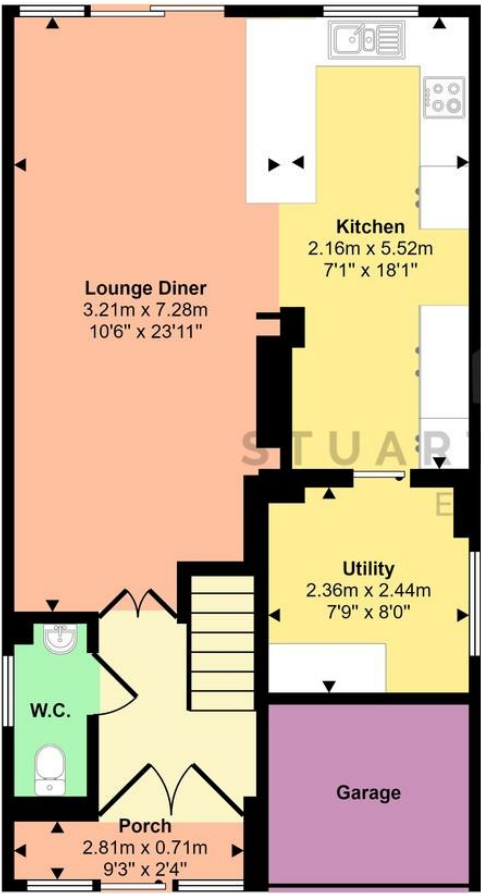 Kitchen
2.16m x 5.52m
7'1" x 18'1"
Lounge Diner
3.21m x 7.28m
10'6" x 23'11"
STUAR
E
Utility
2.36m x 2.44m
7'9" x 8'0"
W.C.
Garage
Porch
2.81m x 0.71m
9'3" x 2'4"